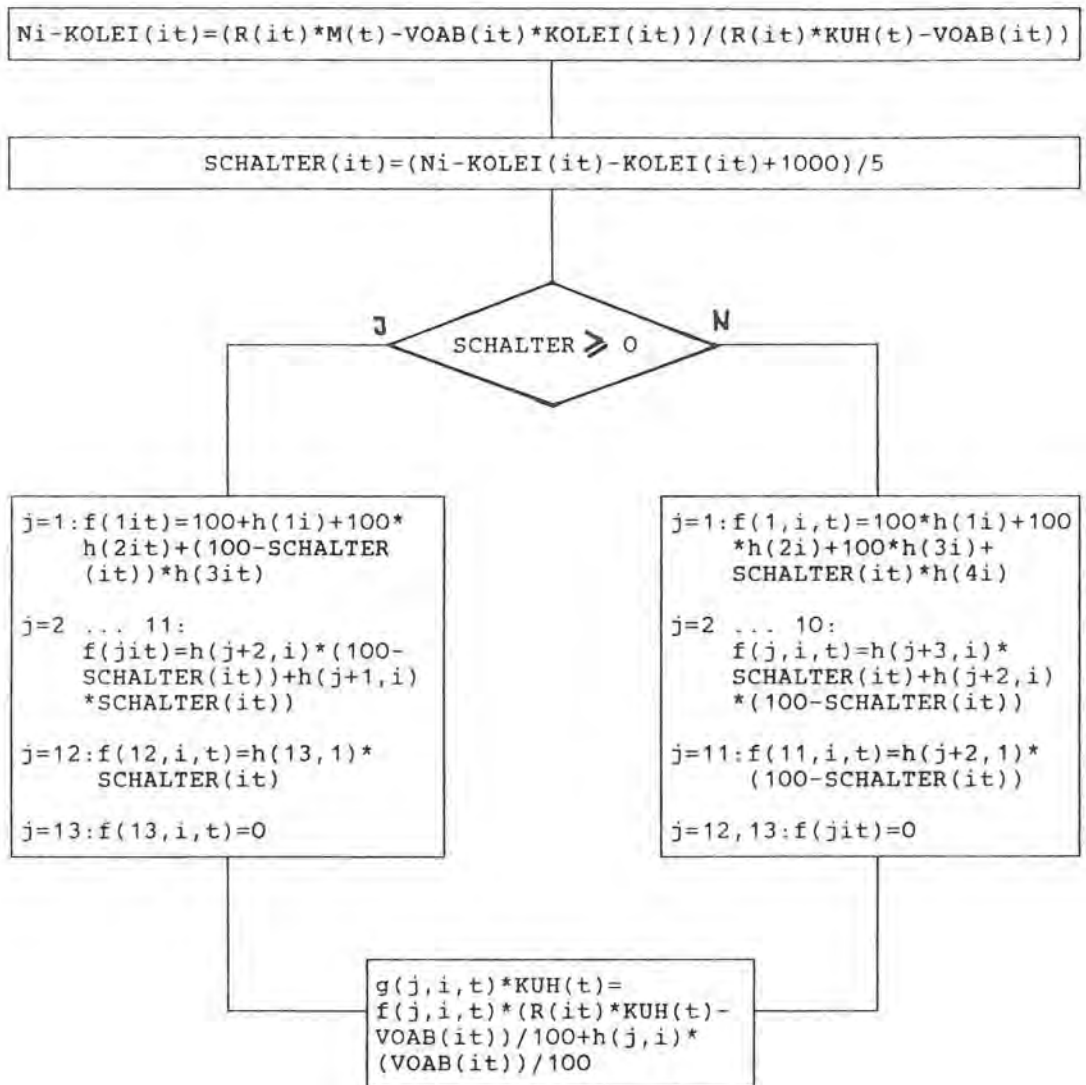 Ni-KOLEI(it)=(R(it)*M(t)-VOAB(it)*KOLEI(it))/(R(it)*KUH(t)-VOAB(it))
SCHALTER(it)=(Ni-KOLEI(it)-KOLEI(it)+1000)/5
J
SCHALTER ⩾ 0
N
j=1:f(1it)=100+h(1i)+100*
h(2it)+(100-SCHALTER
(it))*h(3it)
j=2 ... 11:
f(jit)=h(j+2,i)*(100-
SCHALTER(it))+h(j+1,i)
*SCHALTER(it))
j=12:f(12,i,t)=h(13,1)*
SCHALTER(it)
j=13:f(13,i,t)=0
j=1:f(1,i,t)=100*h(1i)+100
*h(2i)+100*h(3i)+
SCHALTER(it)*h(4i)
j=2 ... 10:
f(j,i,t)=h(j+3,i)*
SCHALTER(it)+h(j+2,i)
*(100-SCHALTER(it))
j=11:f(11,i,t)=h(j+2,1)*
(100-SCHALTER(it))
j=12,13:f(jit)=0
g(j,i,t)*KUH(t)=
f(j,i,t)*(R(it)*KUH(t)-
VOAB(it))/100+h(j,i)*
(VOAB(it))/100